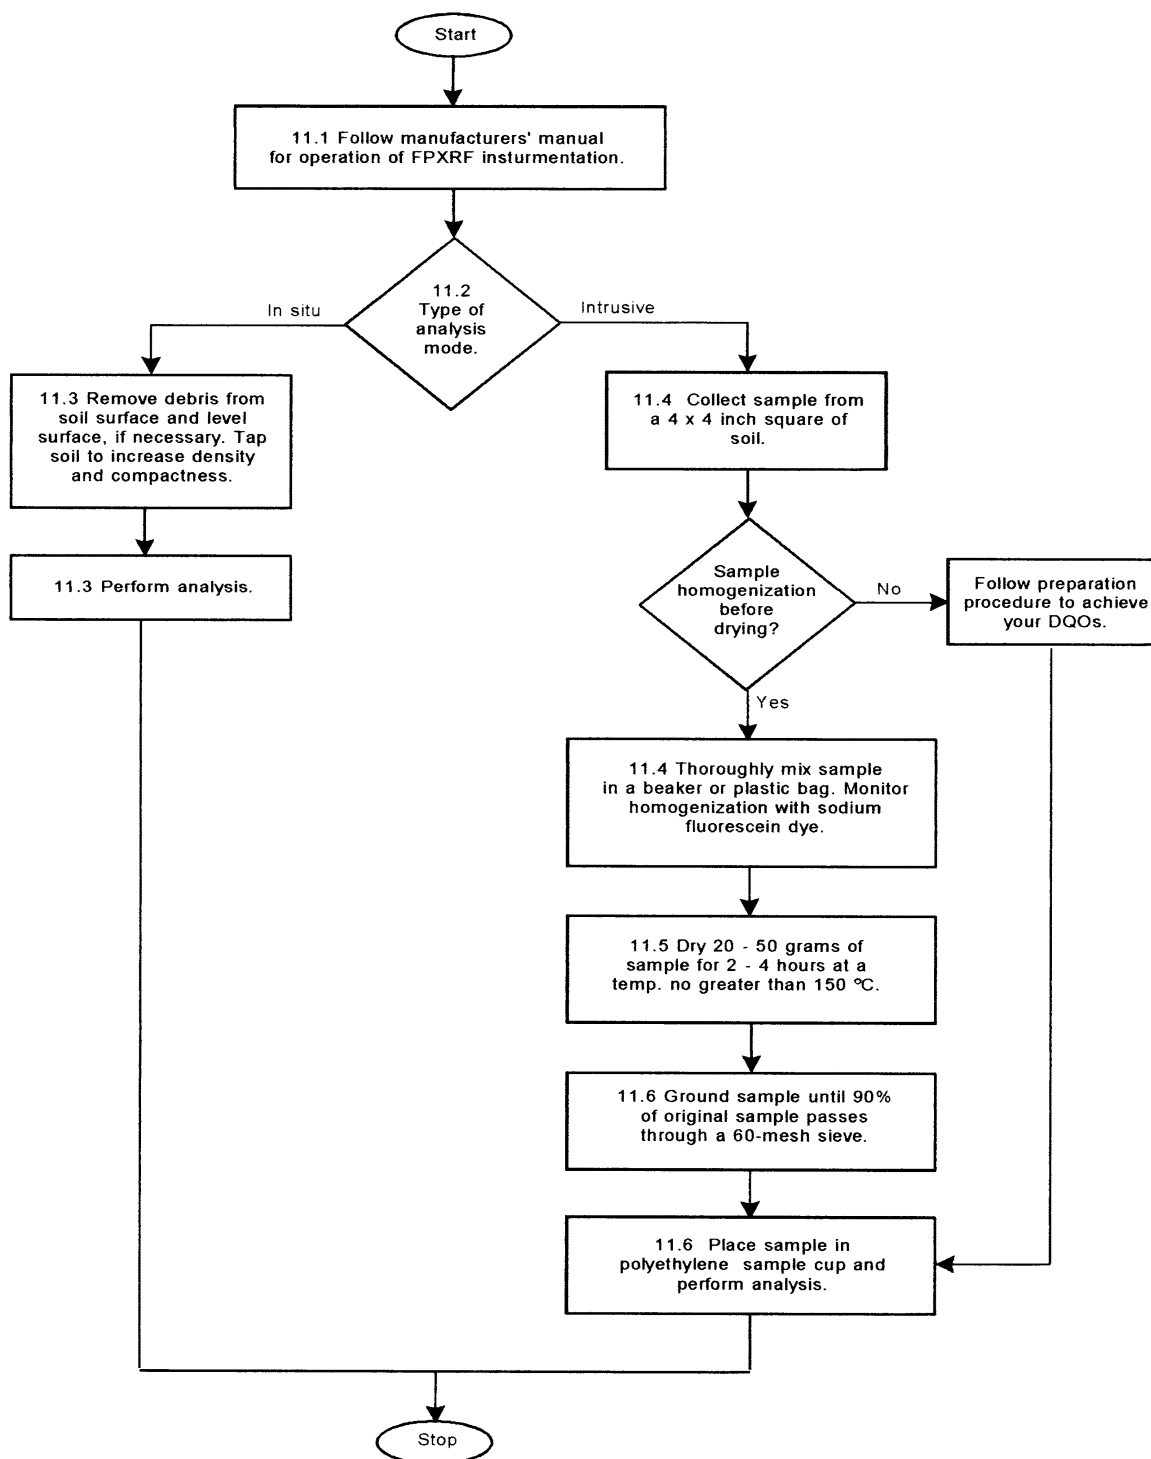 Start
11.1 Follow manufacturers' manual
for operation of FPXRF insturmentation.
11.2
Type of
analysis
mode.
In situ
Intrusive
11.3 Remove debris from
soil surface and level
surface, if necessary. Tap
soil to increase density
and compactness.
11.3 Perform analysis.
11.4 Collect sample from
a 4 x 4 inch square of
soil.
Sample
homogenization
before
drying?
No
Follow preparation
procedure to achieve
your DQOs.
Yes
11.4 Thoroughly mix sample
in a beaker or plastic bag. Monitor
homogenization with sodium
fluorescein dye.
11.5 Dry 20 - 50 grams of
sample for 2 - 4 hours at a
temp. no greater than 150 ºC.
11.6 Ground sample until 90%
of original sample passes
through a 60-mesh sieve.
11.6 Place sample in
polyethylene sample cup and
perform analysis.
Stop